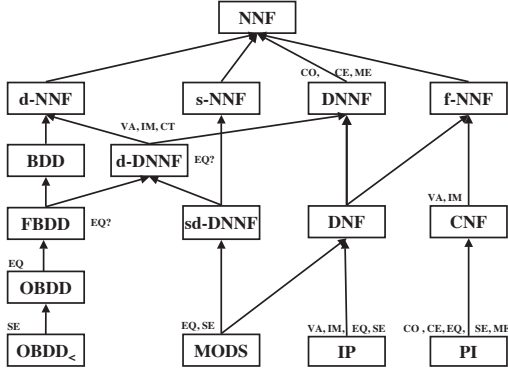 NNF
CO, CE, ME
d-NNF s-NNF DNNF f-NNF
VA, IM, CT
BDD d-DNNF EQ?
VA, IM
FBDD EQ? sd-DNNF DNF CNF
EQ
OBDD
SE EQ, SE VA, IM, EQ, SE CO , CE, EQ, SE, ME
OBDD< MODS IP PI